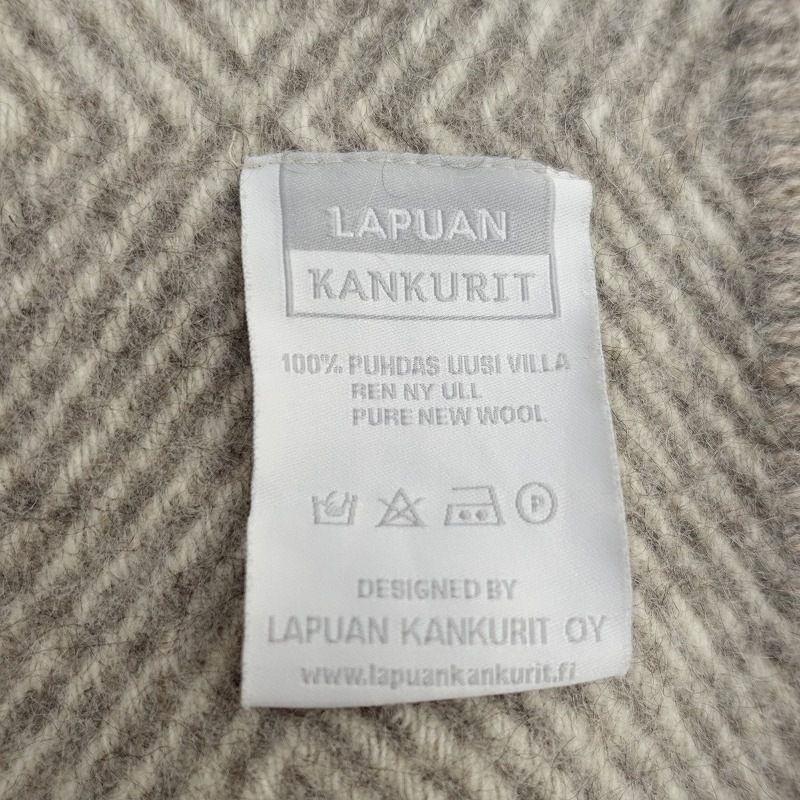 LAPUAN
KANKURIT
100% PUHDAS UUSI VILLA
REN NY ULL
PURE NEW WOOL
P
DESIGNED BY
LAPUAN KANKURIT OY
www.lapuankankurit.fi